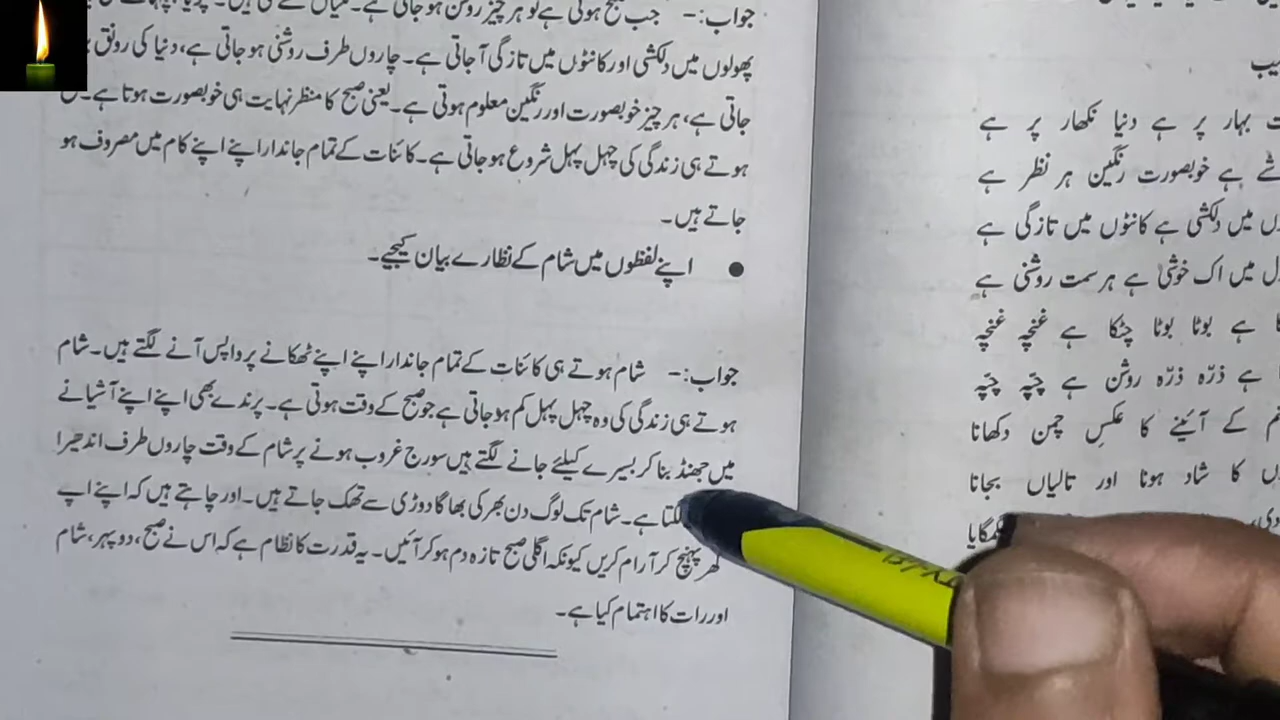 جواب:- جب صبح ہوتی ہے تو ہر چیز روشن ہو جاتی ہے۔
پھولوں میں دلکشی اور کانٹوں میں تازگی آجاتی ہے۔ چاروں طرف روشنی ہو جاتی ہے، دنیا کی رونق
جاتی ہے، ہر چیز خوبصورت اور رنگین معلوم ہوتی ہے۔ یعنی صبح کا منظر نہایت ہی خوبصورت ہوتا ہے۔
ہوتے ہی زندگی کی چہل پہل شروع ہو جاتی ہے۔ کائنات کے تمام جاندار اپنے اپنے کام میں مصروف ہو
جاتے ہیں۔
● اپنے لفظوں میں شام کے نظارے بیان کیجیے۔
جواب:- شام ہوتے ہی کائنات کے تمام جاندار اپنے اپنے ٹھکانے پر واپس آنے لگتے ہیں۔ شام
ہوتے ہی زندگی کی وہ چہل پہل کم ہو جاتی ہے جو صبح کے وقت ہوتی ہے۔ پرندے بھی اپنے اپنے آشیانے
میں جھنڈ بنا کر بسیرے کیلئے جانے لگتے ہیں سورج غروب ہونے پر شام کے وقت چاروں طرف اندھیرا
لگتا ہے۔ شام تک لوگ دن بھر کی بھاگا دوڑی سے تھک جاتے ہیں۔ اور چاہتے ہیں کہ اپنے اپے
گھر پہنچ کر آرام کریں کیونکہ اگلی صبح تازہ دم ہو کر آئیں۔ یہ قدرت کا نظام ہے کہ اس نے صبح، دوپہر، شام
اور رات کا اہتمام کیا ہے۔
بہار پر ہے دنیا نکھار پر ہے
ہے خوبصورت رنگین ہر نظر ہے
میں دلکشی ہے کانٹوں میں تازگی ہے
میں اک خوشی ہے ہر سمت روشنی ہے
ہے بوٹا بوٹا چٹکا ہے غنچہ غنچہ
ہے ذرّہ ذرّہ روشن ہے چپّہ چپّہ
کے آئینے کا عکسِ چمن دکھانا
کا شاد ہونا اور تالیاں بجانا